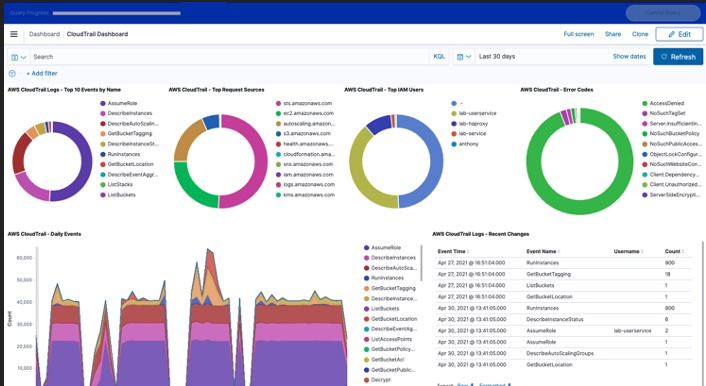 Query Progress
Cancel Query
Dashboard / CloudTrail Dashboard
Full screen Share Clone Edit
Search KQL Last 30 days Show dates Refresh
+ Add filter
AWS CloudTrail Logs - Top 10 Events by Name
AssumeRole
DescribeInstances
DescribeAutoScalin...
GetBucketTagging
DescribeInstanceSt...
RunInstances
GetBucketLocation
DescribeEventAggr...
ListStacks
ListBuckets
AWS CloudTrail - Top Request Sources
sts.amazonaws.com
ec2.amazonaws.com
autoscaling.amazon...
s3.amazonaws.com
health.amazonaws....
cloudformation.ama...
sns.amazonaws.com
iam.amazonaws.com
logs.amazonaws.com
kms.amazonaws.com
AWS CloudTrail - Top IAM Users
-
lab-userservice
lab-haproxy
lab-service
anthony
AWS CloudTrail - Error Codes
AccessDenied
NoSuchTagSet
Server.InsufficientIn...
NoSuchBucketPolicy
NoSuchPublicAcces...
ObjectLockConfigur...
NoSuchWebsiteCon...
Client.Dependency...
Client.Unauthorized...
ServerSideEncrypti...
AWS CloudTrail - Daily Events
Count
60,000
50,000
40,000
30,000
20,000
10,000
AssumeRole
DescribeInstances
DescribeAutoSca...
RunInstances
GetBucketTagging
DescribeInstance...
ListBuckets
GetBucketLocation
DescribeEventAg...
ListAccessPoints
GetBucketPolicy...
GetBucketAcl
GetBucketPublic...
Decrypt
AWS CloudTrail Logs - Recent Changes
Event Time Event Name Username Count
Apr 27, 2021 @ 16:51:04.000 RunInstances 900
Apr 27, 2021 @ 16:51:04.000 GetBucketTagging 18
Apr 27, 2021 @ 16:51:04.000 ListBuckets 1
Apr 27, 2021 @ 16:51:04.000 GetBucketLocation 1
Apr 30, 2021 @ 13:41:05.000 RunInstances 900
Apr 30, 2021 @ 13:41:05.000 DescribeInstanceStatus 6
Apr 30, 2021 @ 13:41:05.000 AssumeRole lab-userservice 2
Apr 30, 2021 @ 13:41:05.000 AssumeRole 1
Apr 30, 2021 @ 13:41:05.000 DescribeAutoScalingGroups 1
Apr 30, 2021 @ 13:41:05.000 GetBucketLocation 1
Export: Raw Formatted